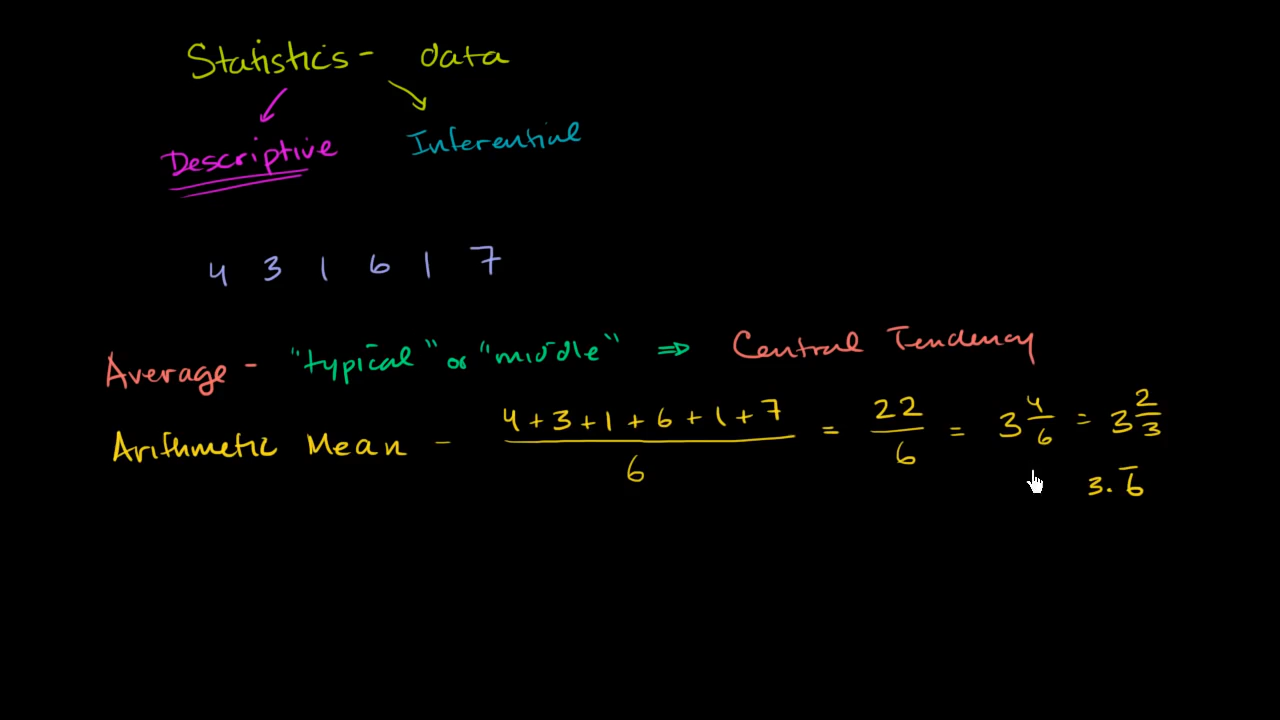 Statistics - data
Descriptive Inferential
4 3 1 6 1 7
Average - "typical" or "middle" ⇒ Central Tendency
Arithmetic Mean - 4+3+1+6+1+7 / 6 = 22/6 = 3 4/6 = 3 2/3
3.6̅